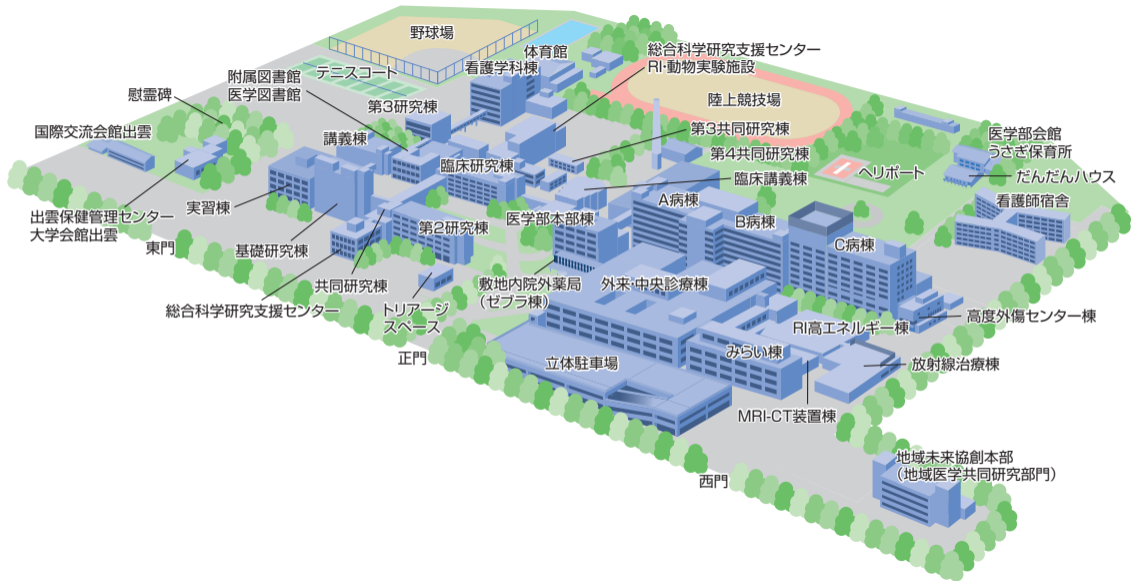 野球場
体育館
総合科学研究支援センター
RI・動物実験施設
テニスコート
看護学科棟
附属図書館
医学図書館
慰霊碑
第3研究棟
陸上競技場
国際交流会館出雲
講義棟
第3共同研究棟
医学部会館
うさぎ保育所
臨床研究棟
第4共同研究棟
ヘリポート
だんだんハウス
臨床講義棟
A病棟
看護師宿舎
実習棟
出雲保健管理センター
大学会館出雲
医学部本部棟
B病棟
第2研究棟
C病棟
東門
基礎研究棟
共同研究棟
敷地内院外薬局
（ゼブラ棟）
外来・中央診療棟
総合科学研究支援センター
トリアージ
スペース
高度外傷センター棟
RI高エネルギー棟
正門
みらい棟
立体駐車場
放射線治療棟
MRI-CT装置棟
地域未来協創本部
（地域医学共同研究部門）
西門